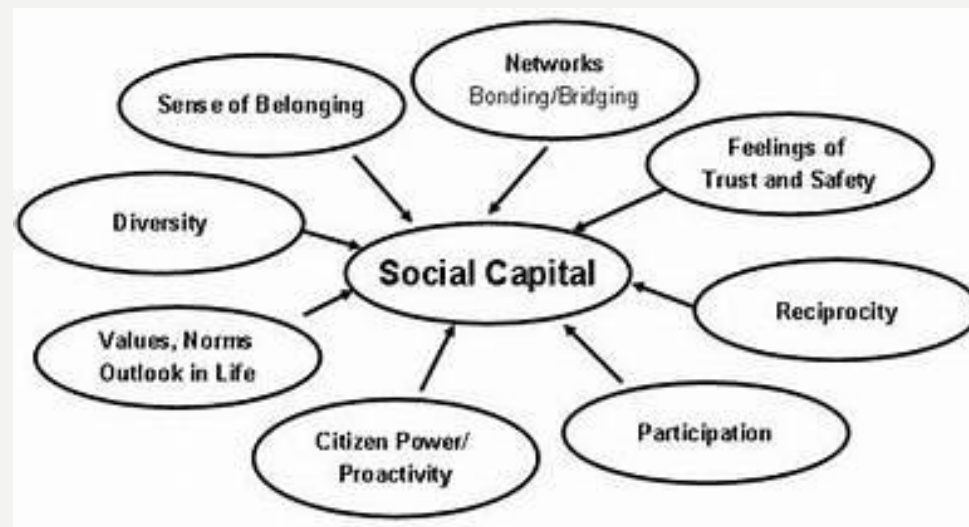 Networks
Bonding/Bridging
Sense of Belonging
Feelings of
Trust and Safety
Diversity
Social Capital
Reciprocity
Values, Norms
Outlook in Life
Citizen Power/
Proactivity
Participation